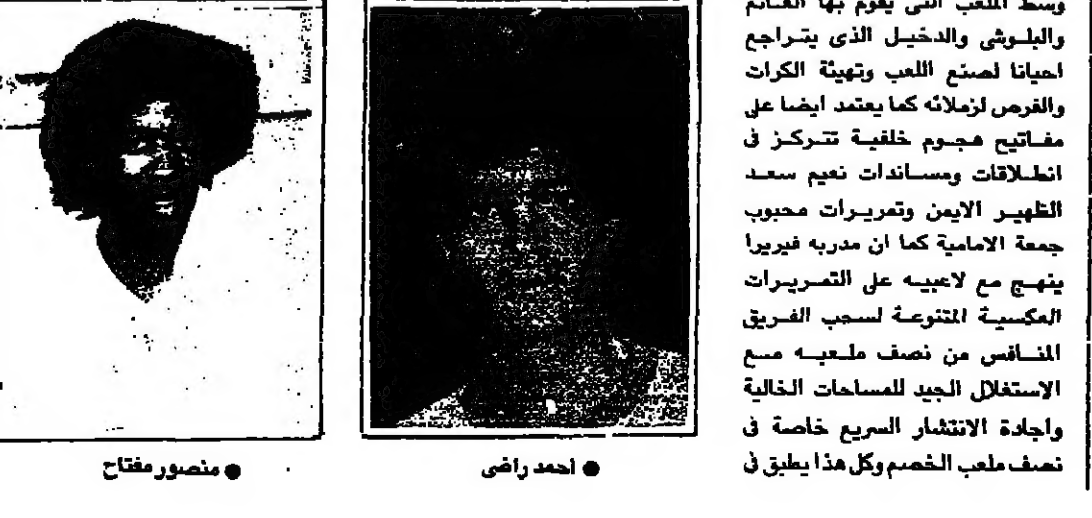 وسط الملعب التى يقوم بها الغانم
والبلوشى والدخيل الذى يتراجع
احيانا لصنع اللعب وتهيئة الكرات
والفرص لزملائه كما يعتمد ايضا على
مفاتيح هجوم خلفية تتركز فى
انطلاقات ومساندات نعيم سعد
الظهير الايمن وتمريرات محبوب
جمعة الامامية كما ان مدربه فيريرا
ينهج مع لاعبيه على التمريرات
العكسية المتنوعة لسحب الفريق
المنافس من نصف ملعبه مع
الاستغلال الجيد للمساحات الخالية
واجادة الانتشار السريع خاصة فى
نصف ملعب الخصم وكل هذا يطبق فى
● احمد راضى
● منصور مفتاح